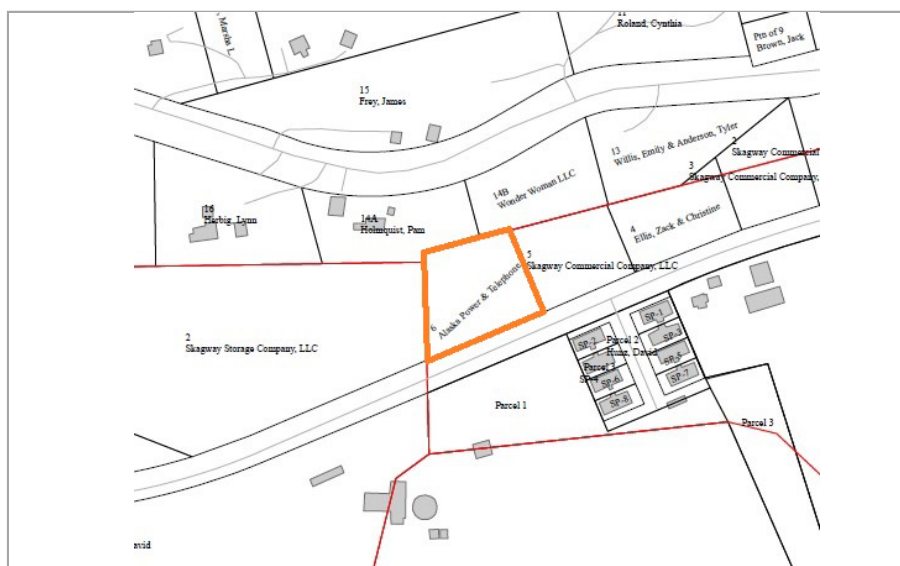 11
Roland, Cynthia
, Marsha L.
Ptn of 9
Brown, Jack
15
Frey, James
13
Willis, Emily & Anderson, Tyler
2
Skagway Commercial
3
Skagway Commercial Company,
14B
Wonder Woman LLC
16
Herbig, Lynn
14A
Holmquist, Pam
4
Ellis, Zack & Christine
5
Skagway Commercial Company, LLC
6
Alaska Power & Telephone
2
Skagway Storage Company, LLC
SP-1
SP-2
Parcel 2
Hunz, David
SP-3
Parcel 3
SP-4
SP-5
SP-6
SP-7
SP-8
Parcel 1
Parcel 3
avid